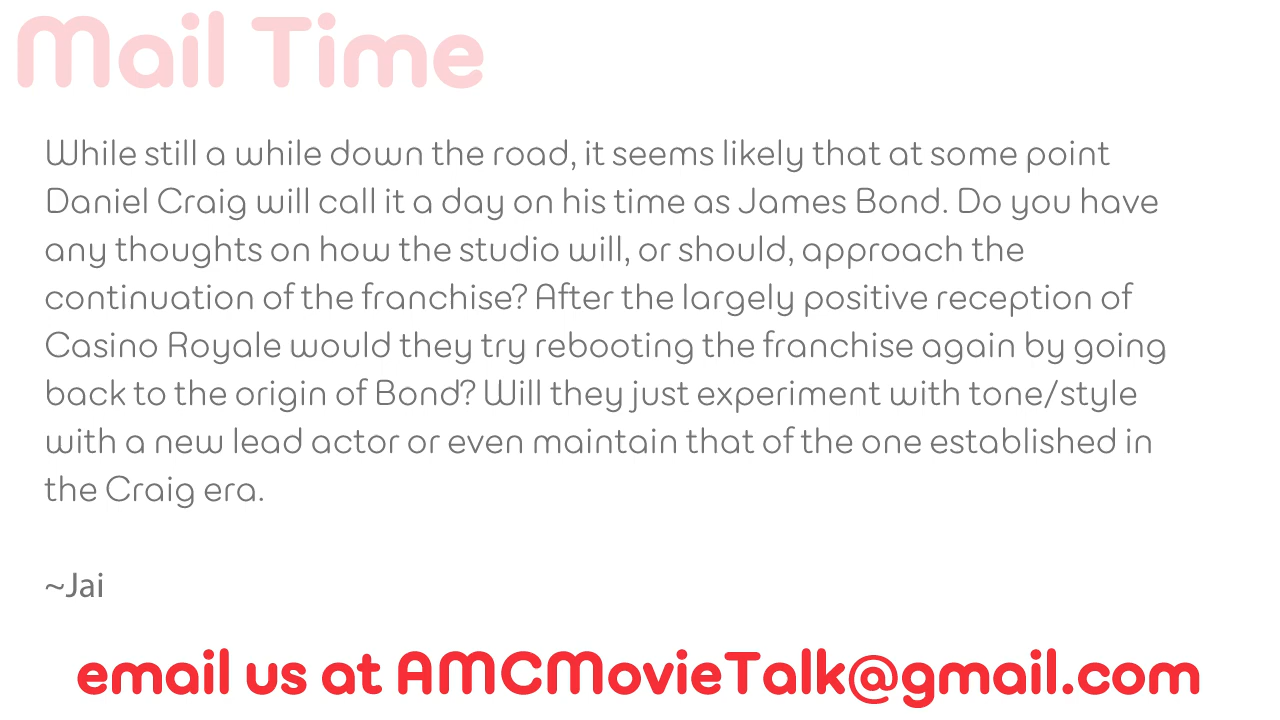 Mail Time
While still a while down the road, it seems likely that at some point
Daniel Craig will call it a day on his time as James Bond. Do you have
any thoughts on how the studio will, or should, approach the
continuation of the franchise? After the largely positive reception of
Casino Royale would they try rebooting the franchise again by going
back to the origin of Bond? Will they just experiment with tone/style
with a new lead actor or even maintain that of the one established in
the Craig era.
~Jai
email us at AMCMovieTalk@gmail.com